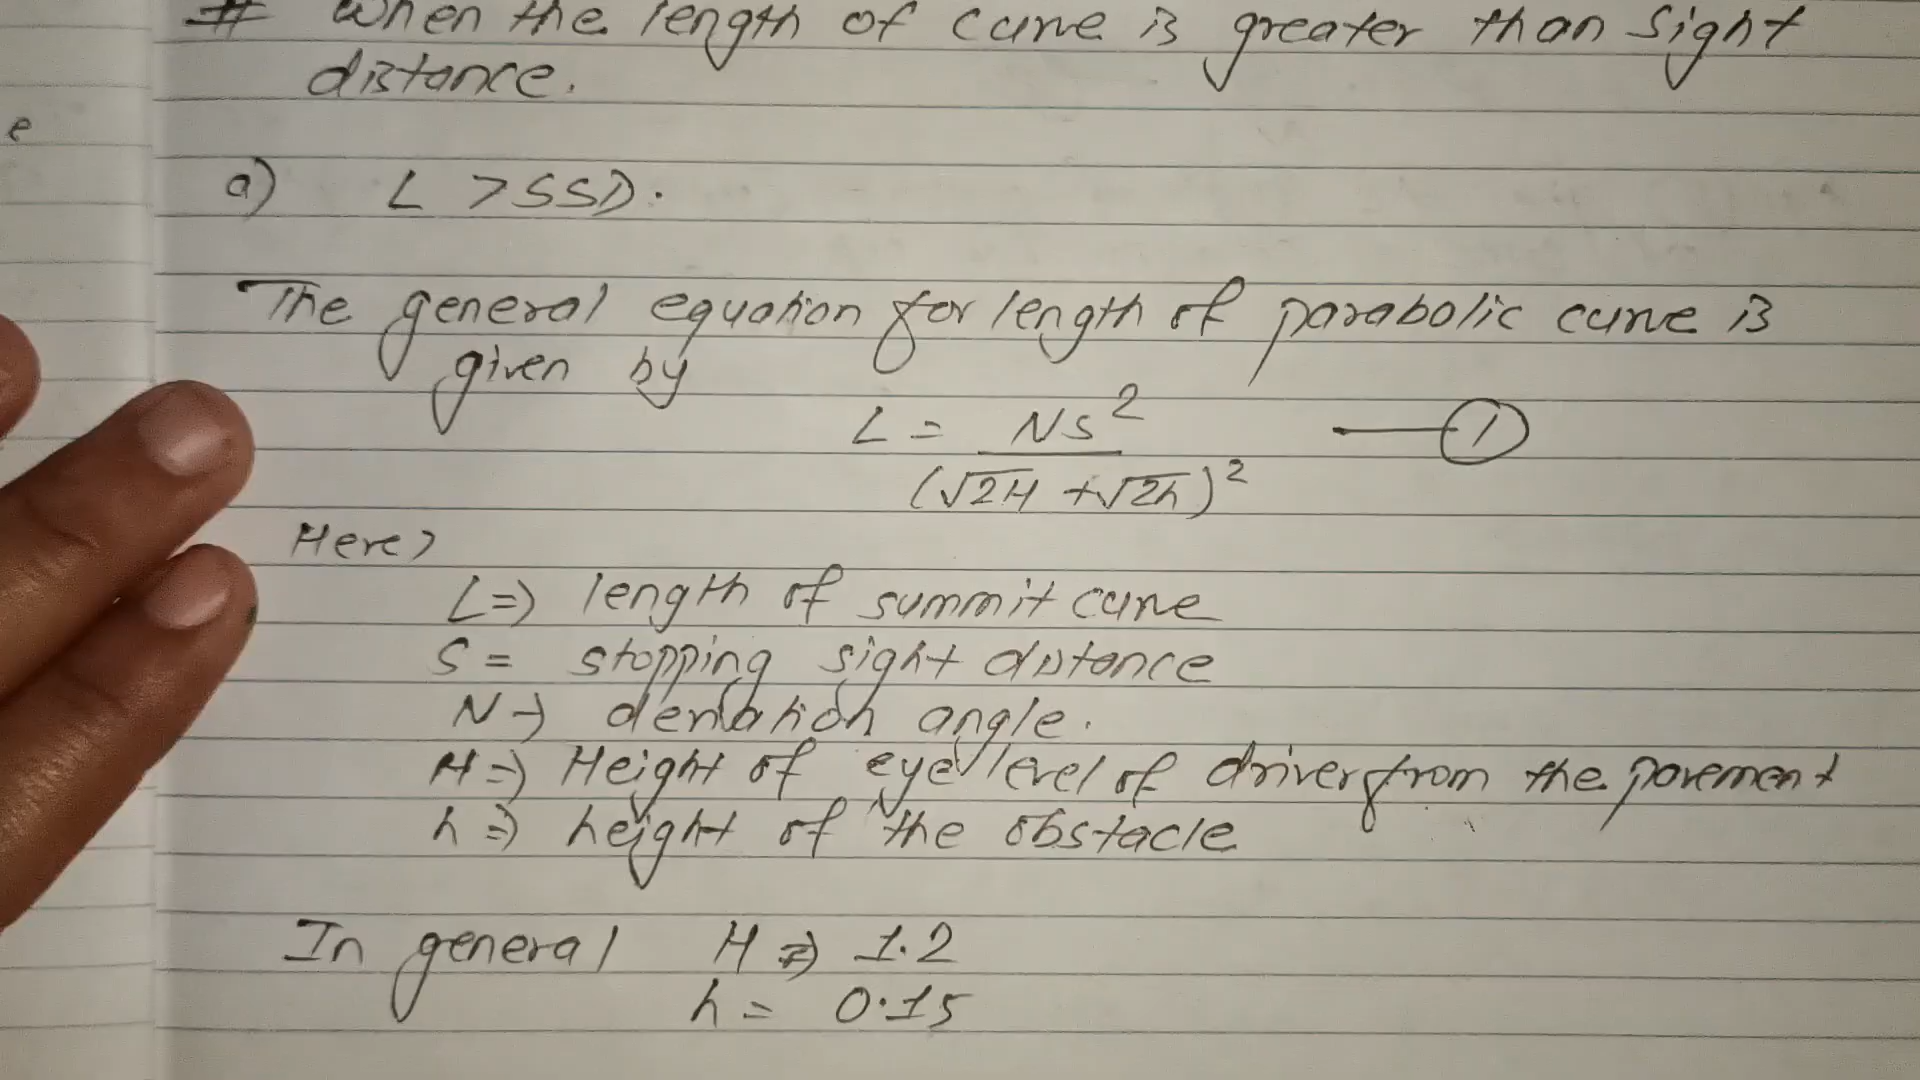 # When the length of curve is greater than Sight
distance.
e
a) L > SSD.
The general equation for length of parabolic curve is
given by
L = NS² / (√2H + √2h)² — ①
Here,
L => length of summit curve
S = stopping sight distance
N → deviation angle.
H => Height of eye level of driver from the pavement
h => height of the obstacle
In general H => 1.2
h = 0.15